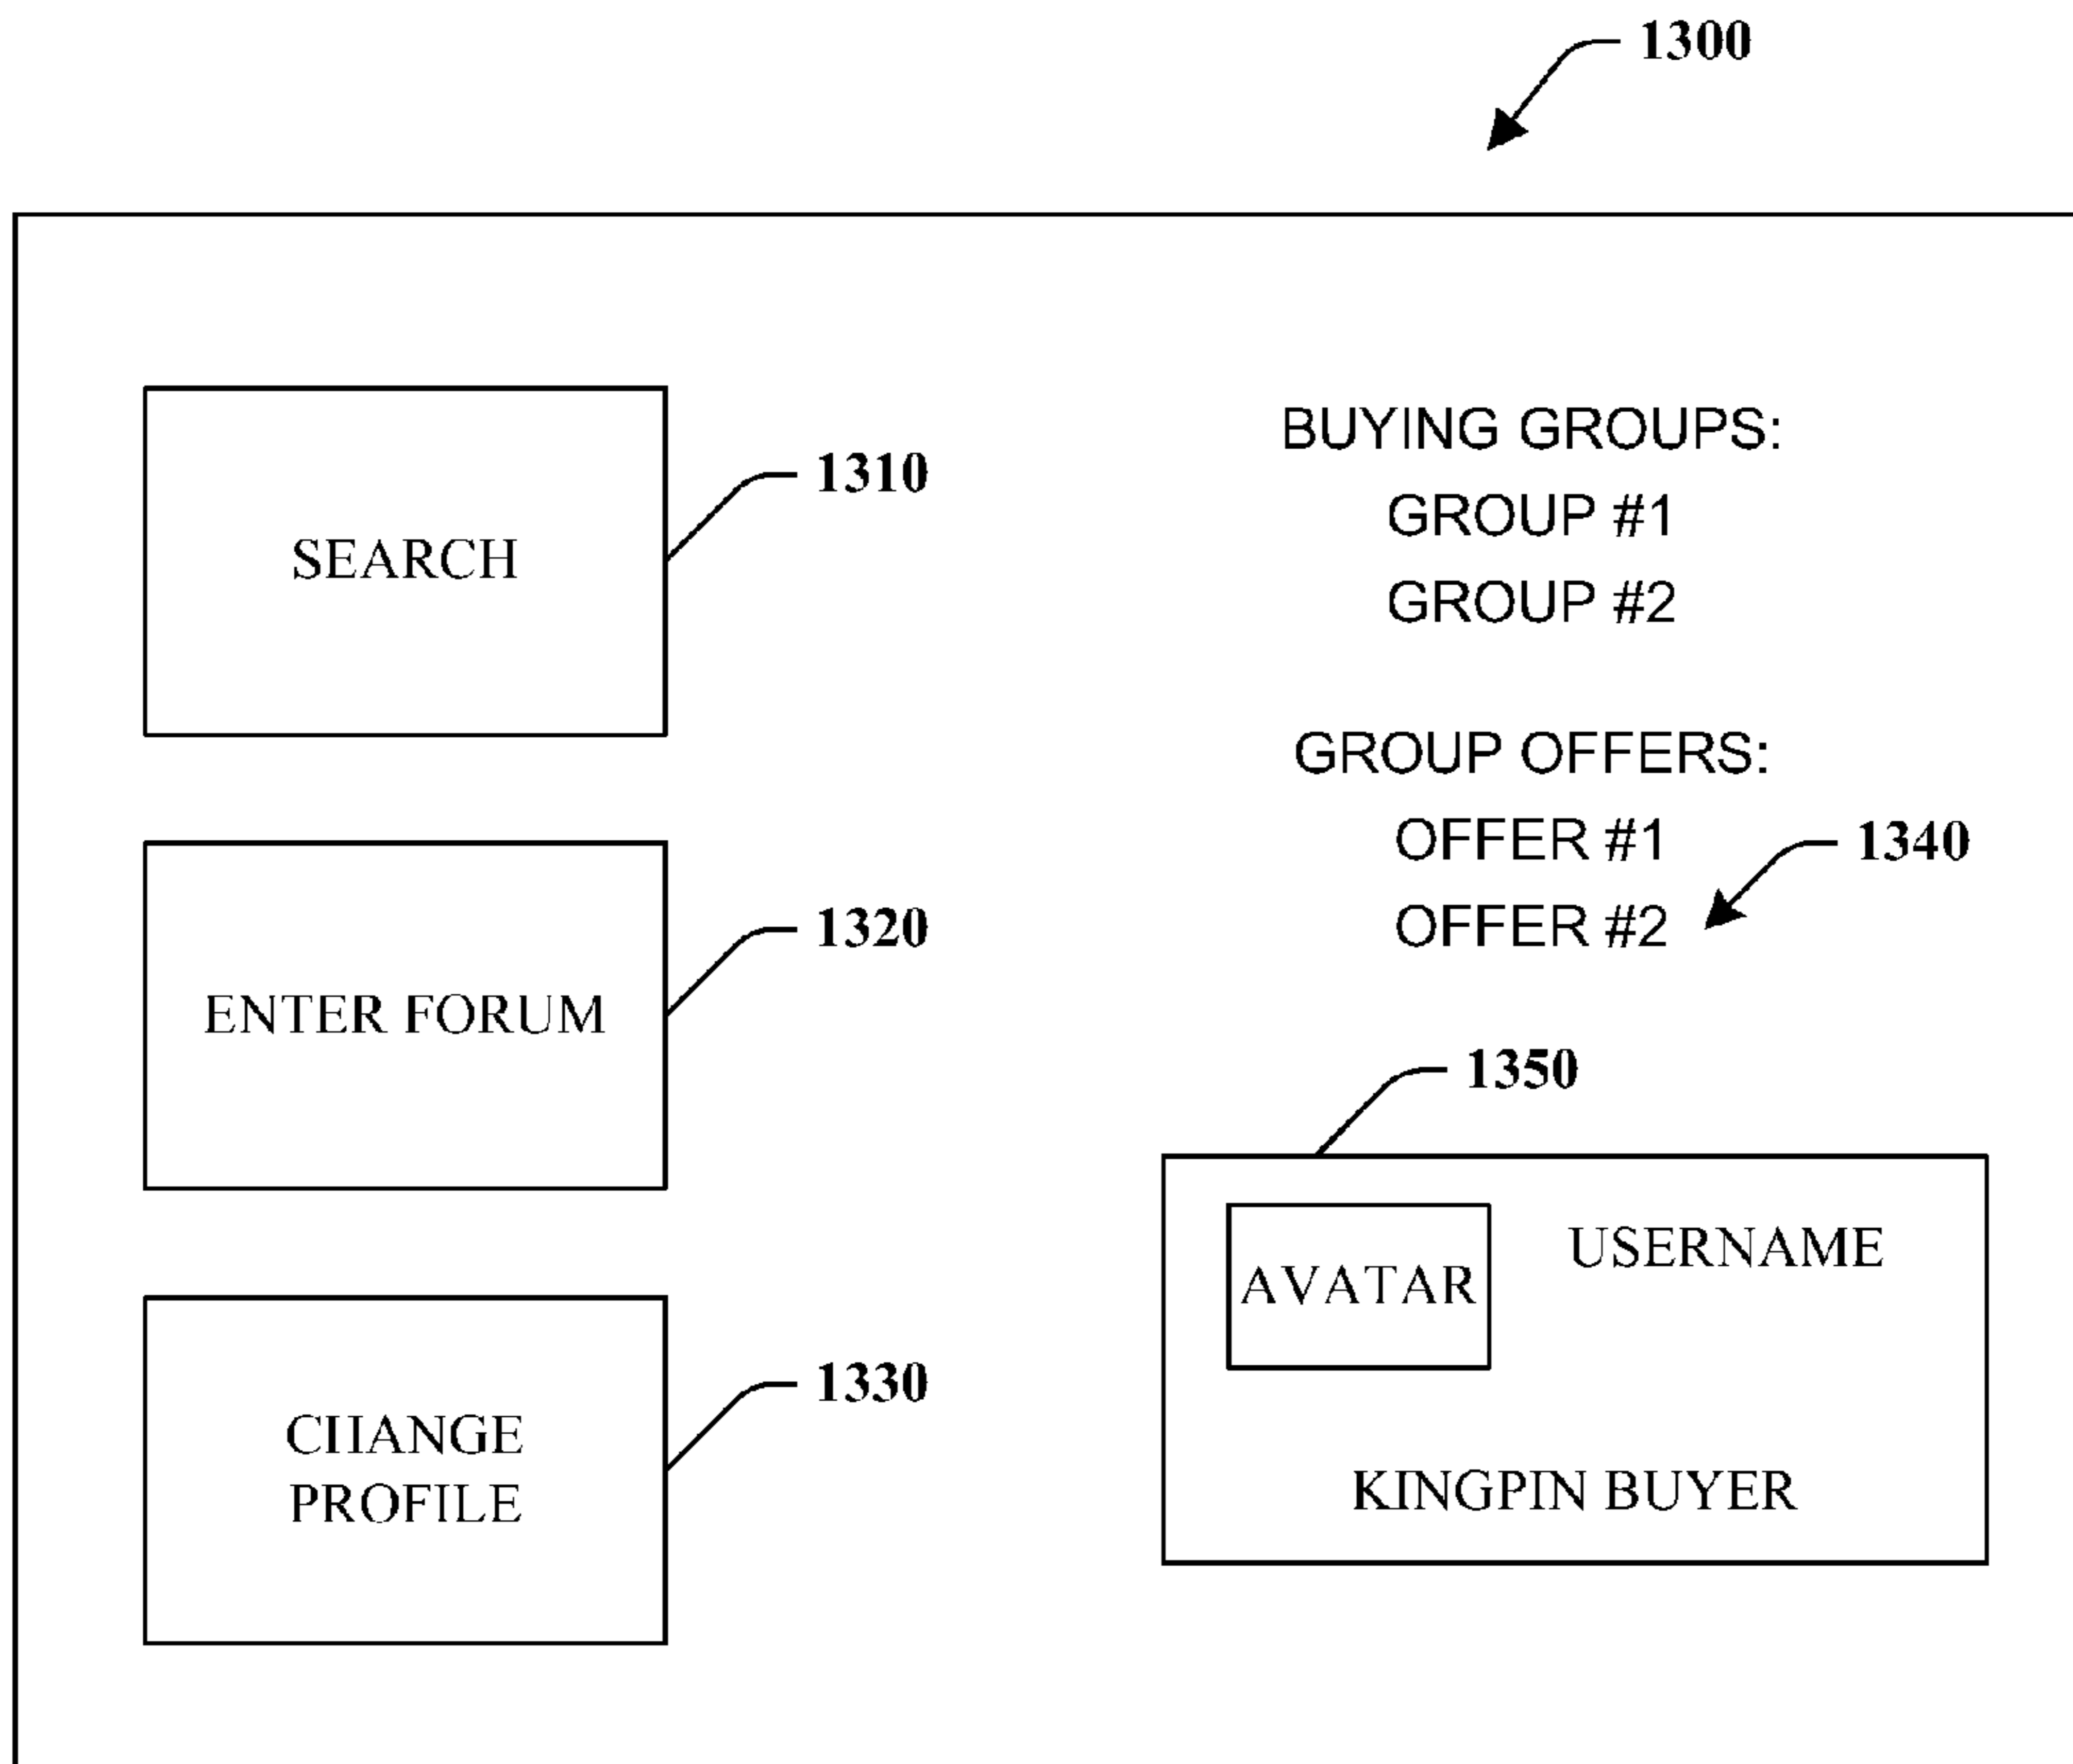 1300
SEARCH
1310
ENTER FORUM
1320
CHANGE
PROFILE
1330
BUYING GROUPS:
GROUP #1
GROUP #2
GROUP OFFERS:
OFFER #1
OFFER #2
1340
1350
AVATAR
USERNAME
KINGPIN BUYER